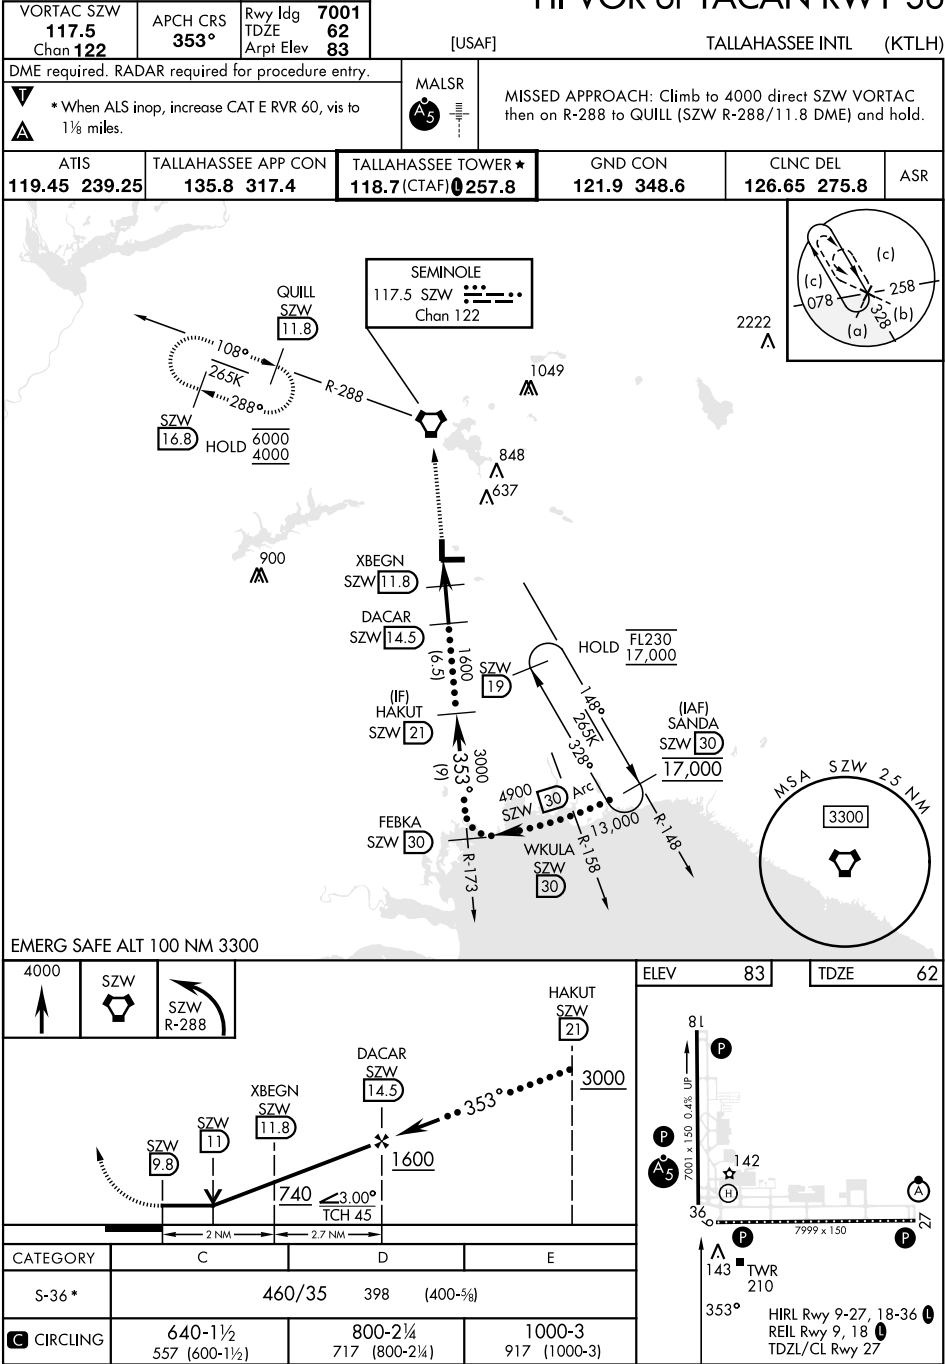 HI-VOR or TACAN RWY 36
VORTAC SZW
117.5
Chan 122
APCH CRS
353°
Rwy ldg 7001
TDZE 62
Arpt Elev 83
[USAF]
TALLAHASSEE INTL (KTLH)
DME required. RADAR required for procedure entry.
T
A
* When ALS inop, increase CAT E RVR 60, vis to
1⅛ miles.
MALSR
A5
MISSED APPROACH: Climb to 4000 direct SZW VORTAC
then on R-288 to QUILL (SZW R-288/11.8 DME) and hold.
ATIS
119.45 239.25
TALLAHASSEE APP CON
135.8 317.4
TALLAHASSEE TOWER ★
118.7 (CTAF) L 257.8
GND CON
121.9 348.6
CLNC DEL
126.65 275.8
ASR
SEMINOLE
117.5 SZW
Chan 122
QUILL
SZW
11.8
108°
265K
288°
R-288
SZW
16.8
HOLD 6000
4000
2222
1049
848
637
900
(c)
(c)
258
078
328
(b)
(a)
XBEGN
SZW 11.8
DACAR
SZW 14.5
1600
(6.5)
(IF)
HAKUT
SZW 21
3000
353°
(9)
FEBKA
SZW 30
R-173
SZW
19
HOLD FL230
17,000
148°
265K
328°
(IAF)
SANDA
SZW 30
17,000
4900
SZW 30 Arc
13,000
WKULA
SZW
30
R-158
R-148
MSA SZW 25 NM
3300
EMERG SAFE ALT 100 NM 3300
4000
SZW
SZW
R-288
HAKUT
SZW
21
3000
DACAR
SZW
14.5
353°
1600
XBEGN
SZW
11.8
740
3.00°
TCH 45
SZW
11
SZW
9.8
2 NM
2.7 NM
ELEV 83
TDZE 62
18
P
7001 x 150 0.4% UP
P
A5
142
H
A
36
9
7999 x 150
27
P
P
143
TWR
210
353°
HIRL Rwy 9-27, 18-36 L
REIL Rwy 9, 18 L
TDZL/CL Rwy 27
CATEGORY C D E
S-36 * 460/35 398 (400-⅝)
C CIRCLING
640-1½
557 (600-1½)
800-2¼
717 (800-2¼)
1000-3
917 (1000-3)